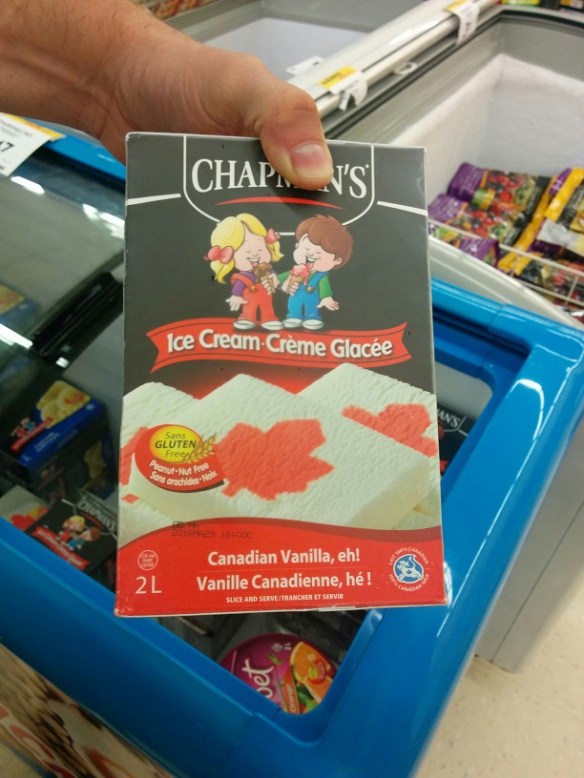 CHAPMAN'S
Ice Cream-Crème Glacée
Sans
GLUTEN
Free
Peanut-Nut Free
Sans arachides-Noix
Canadian Vanilla, eh!
Vanille Canadienne, hé !
2 L
SLICE AND SERVE/TRANCHER ET SERVIR